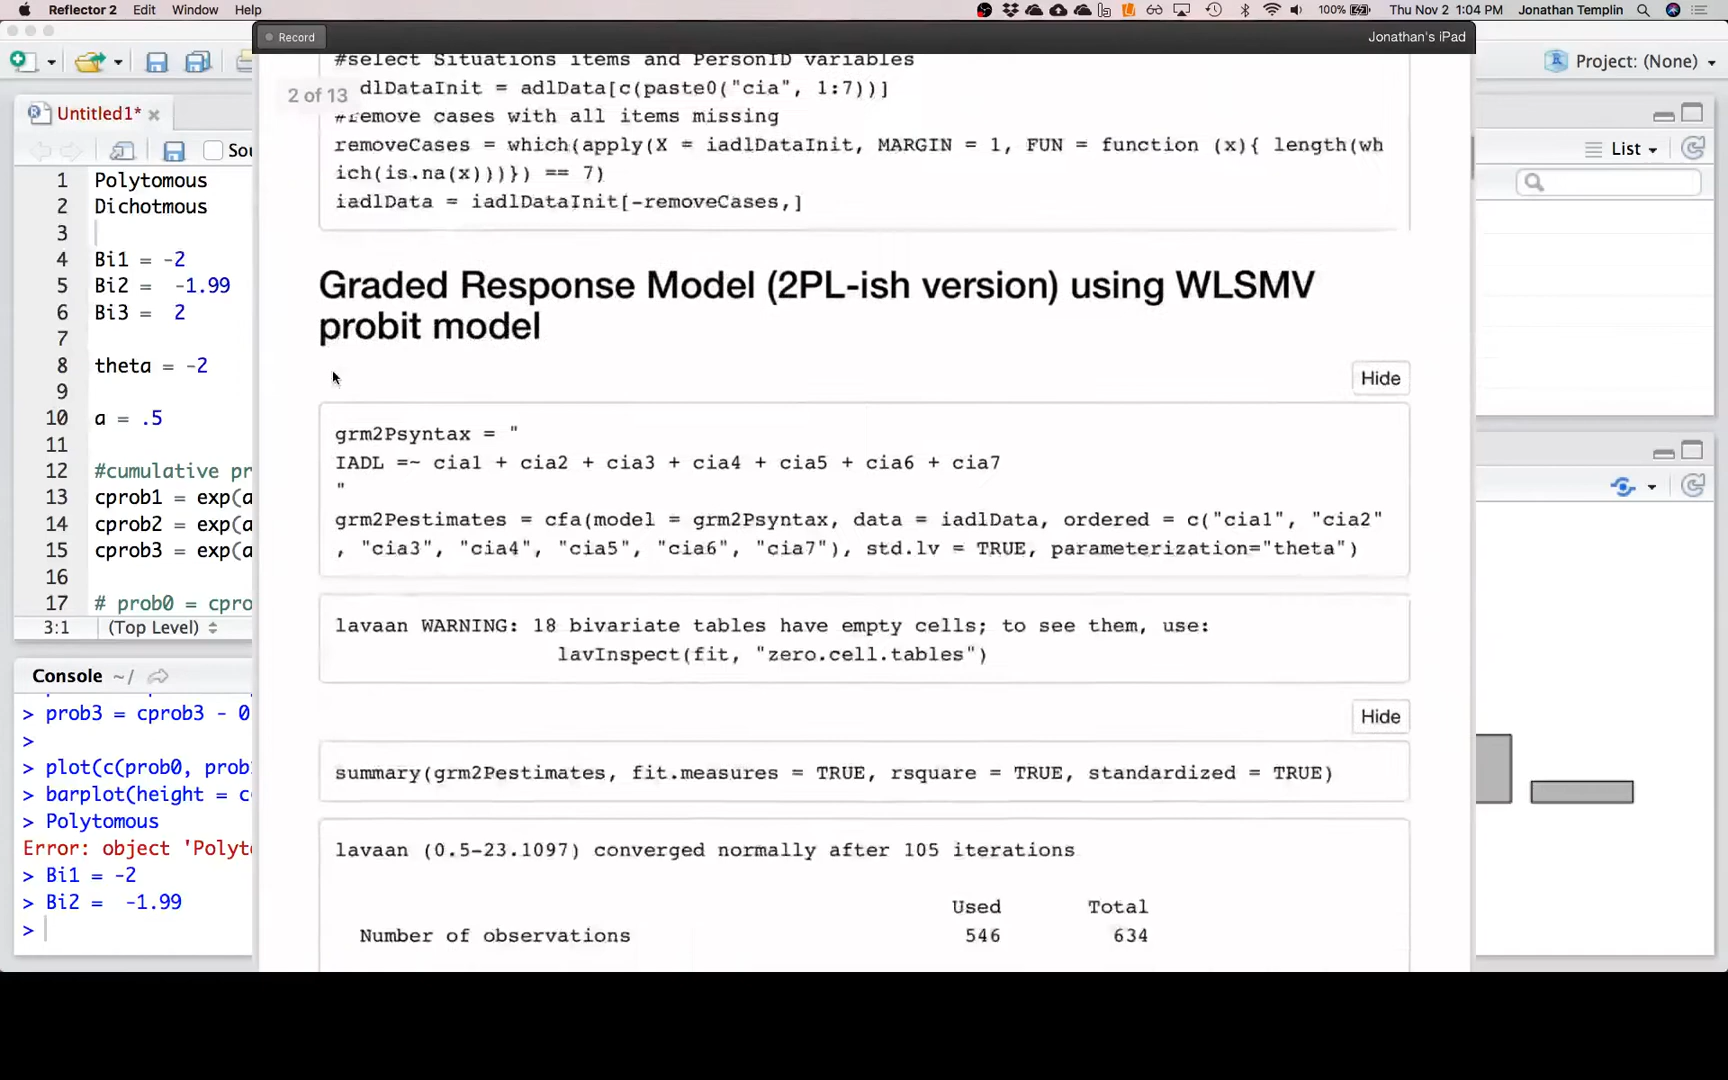 Reflector 2 Edit Window Help 100% Thu Nov 2 1:04 PM Jonathan Templin
Record Jonathan's iPad
Project: (None)
Untitled1*
Sou
List
1 Polytomous
2 Dichotmous
3
4 Bi1 = -2
5 Bi2 = -1.99
6 Bi3 = 2
7
8 theta = -2
9
10 a = .5
11
12 #cumulative pr
13 cprob1 = exp(a
14 cprob2 = exp(a
15 cprob3 = exp(a
16
17 # prob0 = cpro
3:1 (Top Level)
Console ~/
> prob3 = cprob3 - 0
>
> plot(c(prob0, prob
> barplot(height = c
> Polytomous
Error: object 'Polyto
> Bi1 = -2
> Bi2 = -1.99
>
2 of 13
#select Situations items and PersonID variables
dlDataInit = adlData[c(paste0("cia", 1:7))]
#remove cases with all items missing
removeCases = which(apply(X = iadlDataInit, MARGIN = 1, FUN = function (x){ length(wh
ich(is.na(x)))}) == 7)
iadlData = iadlDataInit[-removeCases,]
Graded Response Model (2PL-ish version) using WLSMV
probit model
Hide
grm2Psyntax = "
IADL =~ cia1 + cia2 + cia3 + cia4 + cia5 + cia6 + cia7
"
grm2Pestimates = cfa(model = grm2Psyntax, data = iadlData, ordered = c("cia1", "cia2"
, "cia3", "cia4", "cia5", "cia6", "cia7"), std.lv = TRUE, parameterization="theta")
lavaan WARNING: 18 bivariate tables have empty cells; to see them, use:
lavInspect(fit, "zero.cell.tables")
Hide
summary(grm2Pestimates, fit.measures = TRUE, rsquare = TRUE, standardized = TRUE)
lavaan (0.5-23.1097) converged normally after 105 iterations
Used Total
Number of observations 546 634